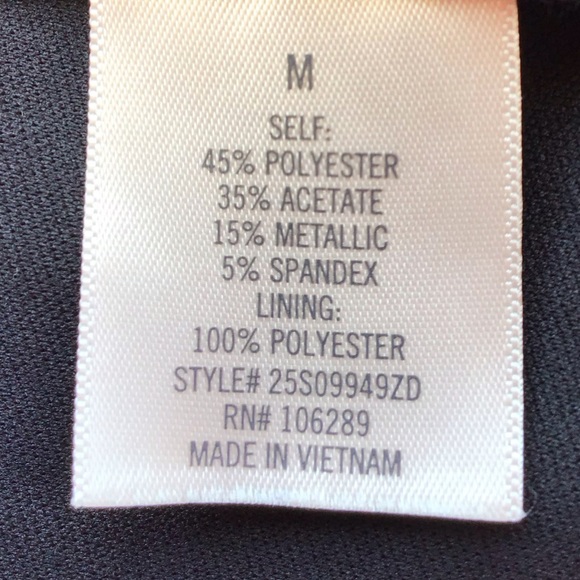 M
SELF:
45% POLYESTER
35% ACETATE
15% METALLIC
5% SPANDEX
LINING:
100% POLYESTER
STYLE# 25S09949ZD
RN# 106289
MADE IN VIETNAM